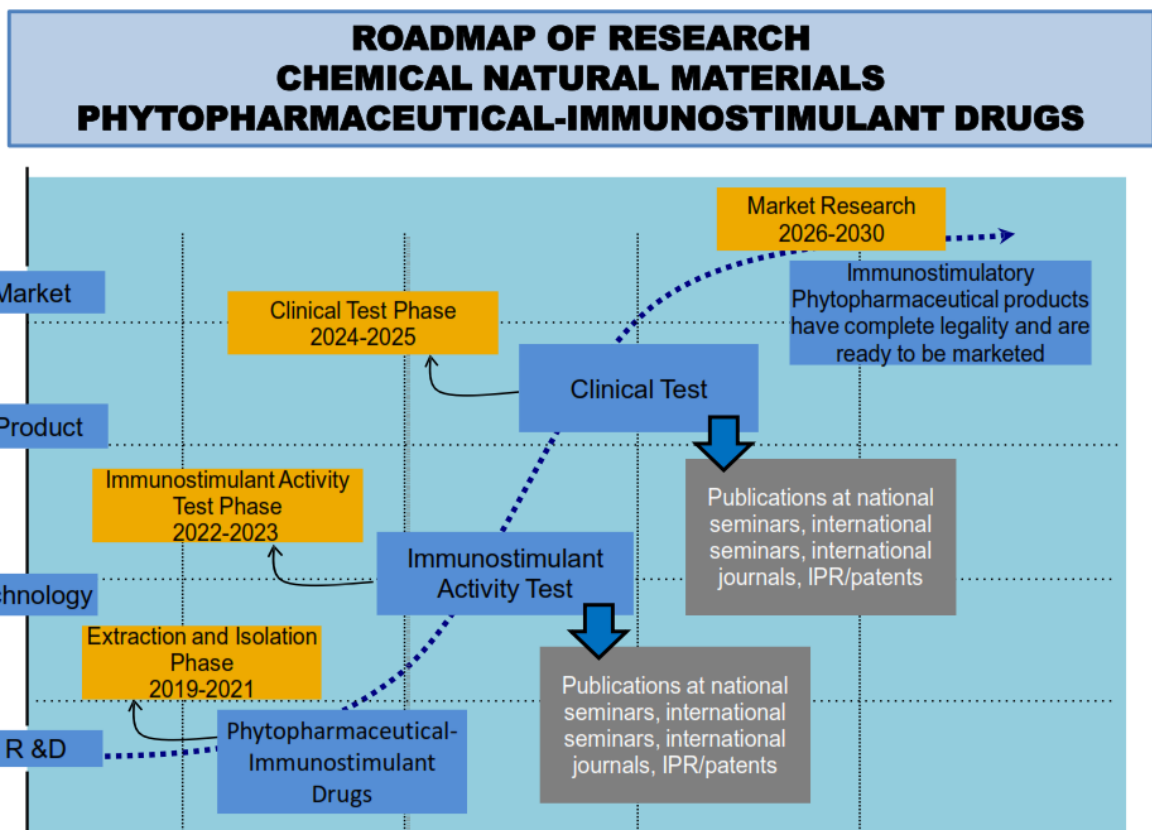 ROADMAP OF RESEARCH
CHEMICAL NATURAL MATERIALS
PHYTOPHARMACEUTICAL-IMMUNOSTIMULANT DRUGS
Market Research
2026-2030
Immunostimulatory
Phytopharmaceutical products
have complete legality and are
ready to be marketed
Market
Clinical Test Phase
2024-2025
Clinical Test
Product
Immunostimulant Activity
Test Phase
2022-2023
Publications at national
seminars, international
seminars, international
journals, IPR/patents
Immunostimulant
Activity Test
chnology
Extraction and Isolation
Phase
2019-2021
Publications at national
seminars, international
seminars, international
journals, IPR/patents
R &D
Phytopharmaceutical-
Immunostimulant
Drugs